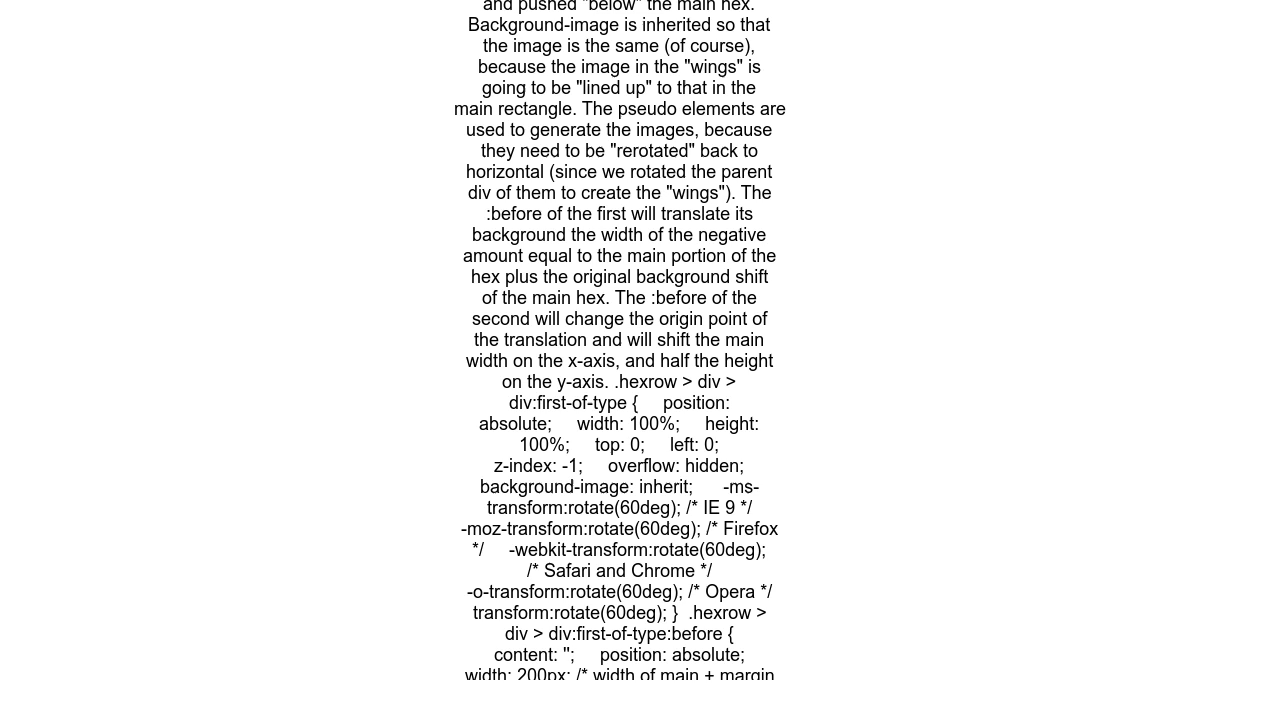 and pushed "below" the main hex.
Background-image is inherited so that
the image is the same (of course),
because the image in the "wings" is
going to be "lined up" to that in the
main rectangle. The pseudo elements are
used to generate the images, because
they need to be "rerotated" back to
horizontal (since we rotated the parent
div of them to create the "wings"). The
:before of the first will translate its
background the width of the negative
amount equal to the main portion of the
hex plus the original background shift
of the main hex. The :before of the
second will change the origin point of
the translation and will shift the main
width on the x-axis, and half the height
on the y-axis. .hexrow > div >
div:first-of-type {     position:
absolute;     width: 100%;     height:
100%;     top: 0;     left: 0;
z-index: -1;     overflow: hidden;
background-image: inherit;      -ms-
transform:rotate(60deg); /* IE 9 */
-moz-transform:rotate(60deg); /* Firefox
*/     -webkit-transform:rotate(60deg);
/* Safari and Chrome */
-o-transform:rotate(60deg); /* Opera */
transform:rotate(60deg); }  .hexrow >
div > div:first-of-type:before {
content: '';     position: absolute;
width: 200px; /* width of main + margin